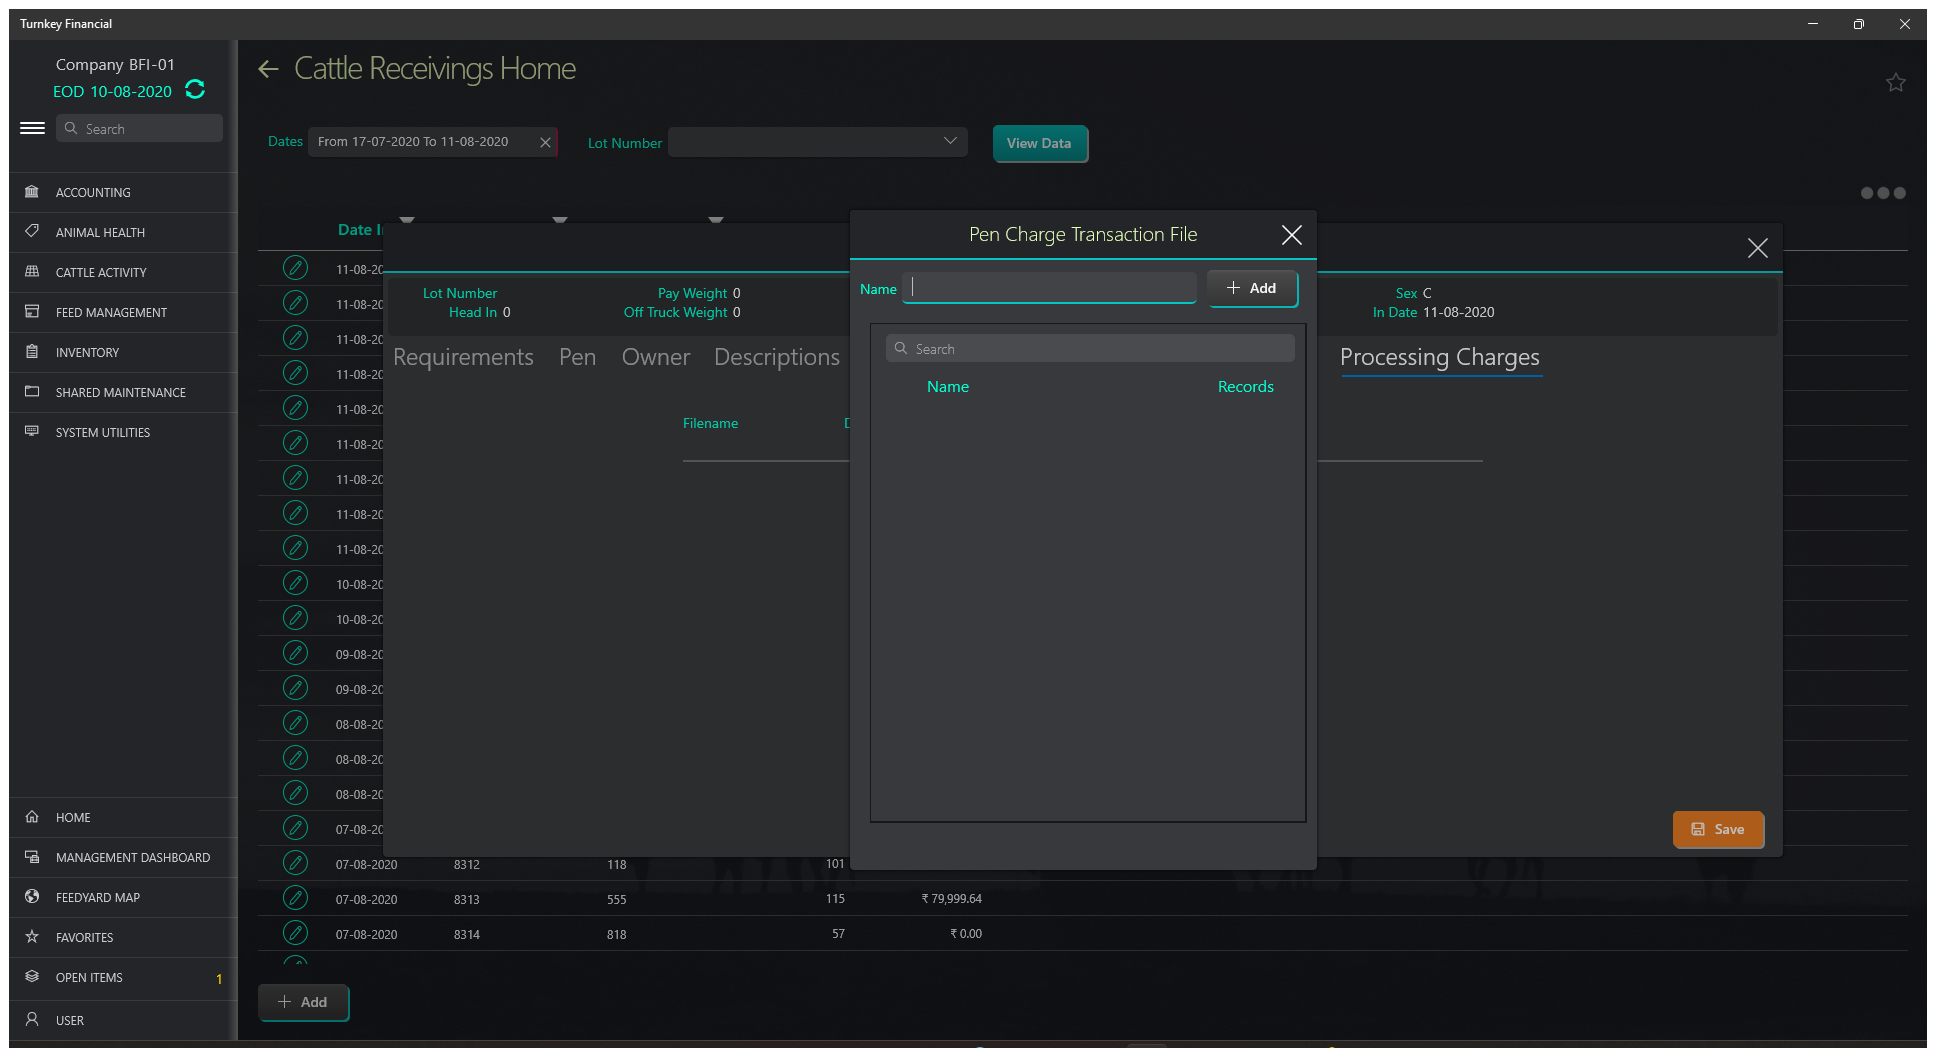 Turnkey Financial
Company BFI-01
EOD 10-08-2020
Search
ACCOUNTING
ANIMAL HEALTH
CATTLE ACTIVITY
FEED MANAGEMENT
INVENTORY
SHARED MAINTENANCE
SYSTEM UTILITIES
HOME
MANAGEMENT DASHBOARD
FEEDYARD MAP
FAVORITES
OPEN ITEMS 1
USER
Cattle Receivings Home
Dates From 17-07-2020 To 11-08-2020 Lot Number View Data
Date I
11-08-20
11-08-20
11-08-20
11-08-20
11-08-20
11-08-20
11-08-20
11-08-20
11-08-20
10-08-20
10-08-20
09-08-20
09-08-20
08-08-20
08-08-20
08-08-20
07-08-20
07-08-2020 8312 118 101
07-08-2020 8313 555 115 ₹ 79,999.64
07-08-2020 8314 818 57 ₹ 0.00
Add
Lot Number Pay Weight 0 Sex C
Head In 0 Off Truck Weight 0 In Date 11-08-2020
Requirements Pen Owner Descriptions Processing Charges
Filename
Save
Pen Charge Transaction File
Name Add
Search
Name Records